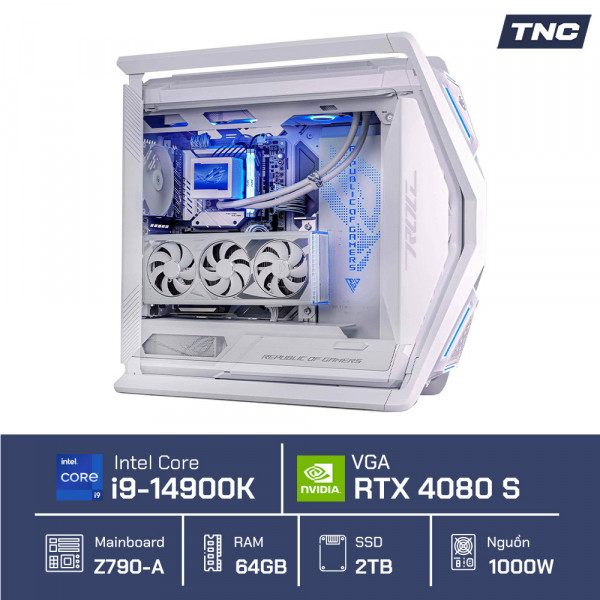 TNC
REPUBLIC OF GAMERS
REPUBLIC OF GAMERS
intel.
CORE
i9
Intel Core
i9-14900K
NVIDIA.
VGA
RTX 4080 S
Mainboard
Z790-A
RAM
64GB
SSD
2TB
Nguồn
1000W